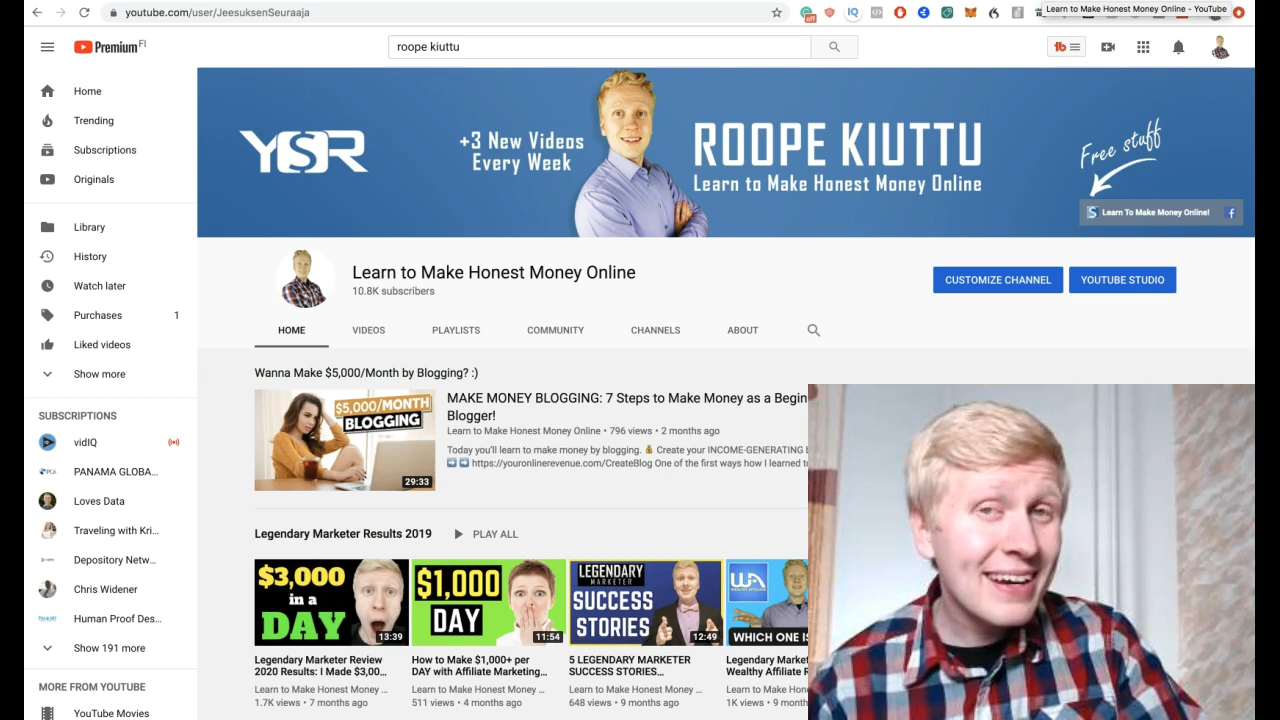 Learn to Make Honest Money Online - YouTube
youtube.com/user/JeesuksenSeuraaja
off
IQ
Premium FI
roope kiuttu
Home
Trending
Subscriptions
Originals
Library
History
Watch later
Purchases 1
Liked videos
Show more
SUBSCRIPTIONS
vidIQ
PANAMA GLOBA...
Loves Data
Traveling with Kri...
Depository Netw...
Chris Widener
Human Proof Des...
Show 191 more
MORE FROM YOUTUBE
YouTube Movies
YSR
+3 New Videos
Every Week
ROOPE KIUTTU
Learn to Make Honest Money Online
Free stuff
Learn To Make Money Online!
Learn to Make Honest Money Online
10.8K subscribers
CUSTOMIZE CHANNEL
YOUTUBE STUDIO
HOME VIDEOS PLAYLISTS COMMUNITY CHANNELS ABOUT
Wanna Make $5,000/Month by Blogging? :)
$5,000/MONTH
BLOGGING
29:33
MAKE MONEY BLOGGING: 7 Steps to Make Money as a Begin
Blogger!
Learn to Make Honest Money Online • 796 views • 2 months ago
Today you'll learn to make money by blogging. 💰 Create your INCOME-GENERATING
➡️ ➡️ https://youronlinerevenue.com/CreateBlog One of the first ways how I learned to
Legendary Marketer Results 2019 PLAY ALL
$3,000
in a
DAY
13:39
$1,000
DAY
11:54
LEGENDARY
MARKETER
SUCCESS
STORIES
12:49
WA
WHICH ONE IS
Legendary Marketer Review
2020 Results: I Made $3,00...
Learn to Make Honest Money ...
1.7K views • 7 months ago
How to Make $1,000+ per
DAY with Affiliate Marketing...
Learn to Make Honest Money ...
511 views • 4 months ago
5 LEGENDARY MARKETER
SUCCESS STORIES...
Learn to Make Honest Money ...
648 views • 9 months ago
Legendary Market
Wealthy Affiliate R
Learn to Make Hone
1K views • 9 month